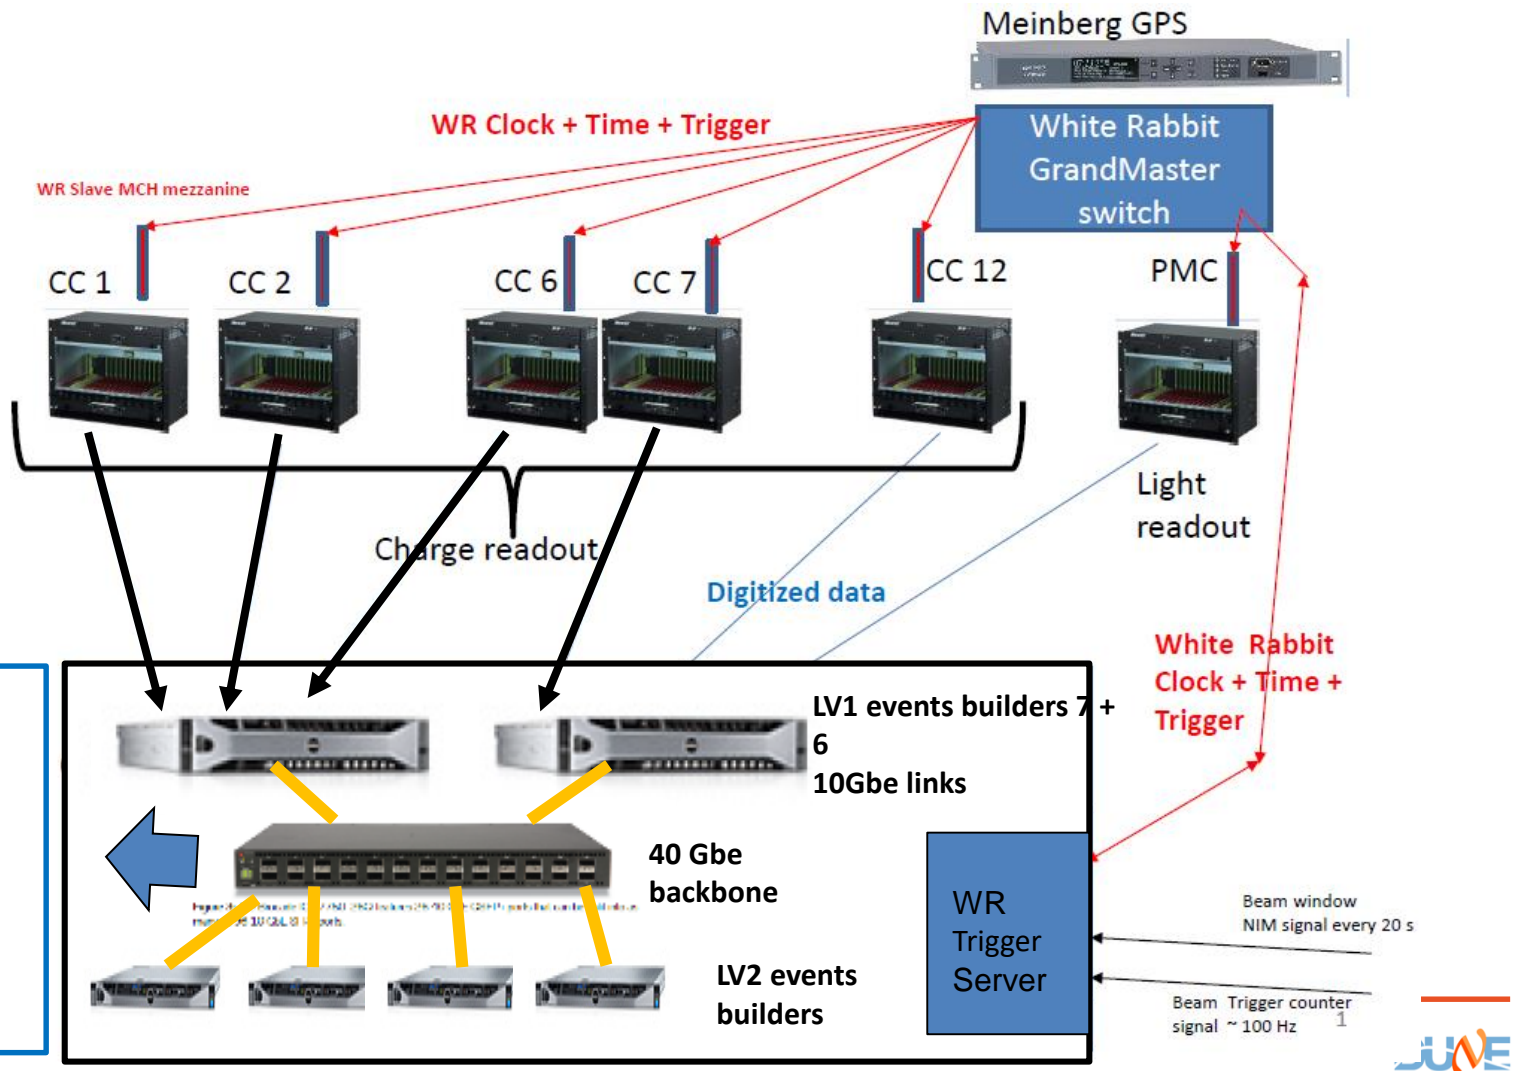 Meinberg GPS
WR Clock + Time + Trigger
White Rabbit
GrandMaster
switch
WR Slave MCH mezzanine
CC 1
CC 2
CC 6
CC 7
CC 12
PMC
Light
readout
Charge readout
Digitized data
White Rabbit
Clock + Time +
Trigger
LV1 events builders 7 +
6
10Gbe links
40 Gbe
backbone
WR
Trigger
Server
Beam window
NIM signal every 20 s
LV2 events
builders
Beam Trigger counter
signal ~ 100 Hz
1
DUNE